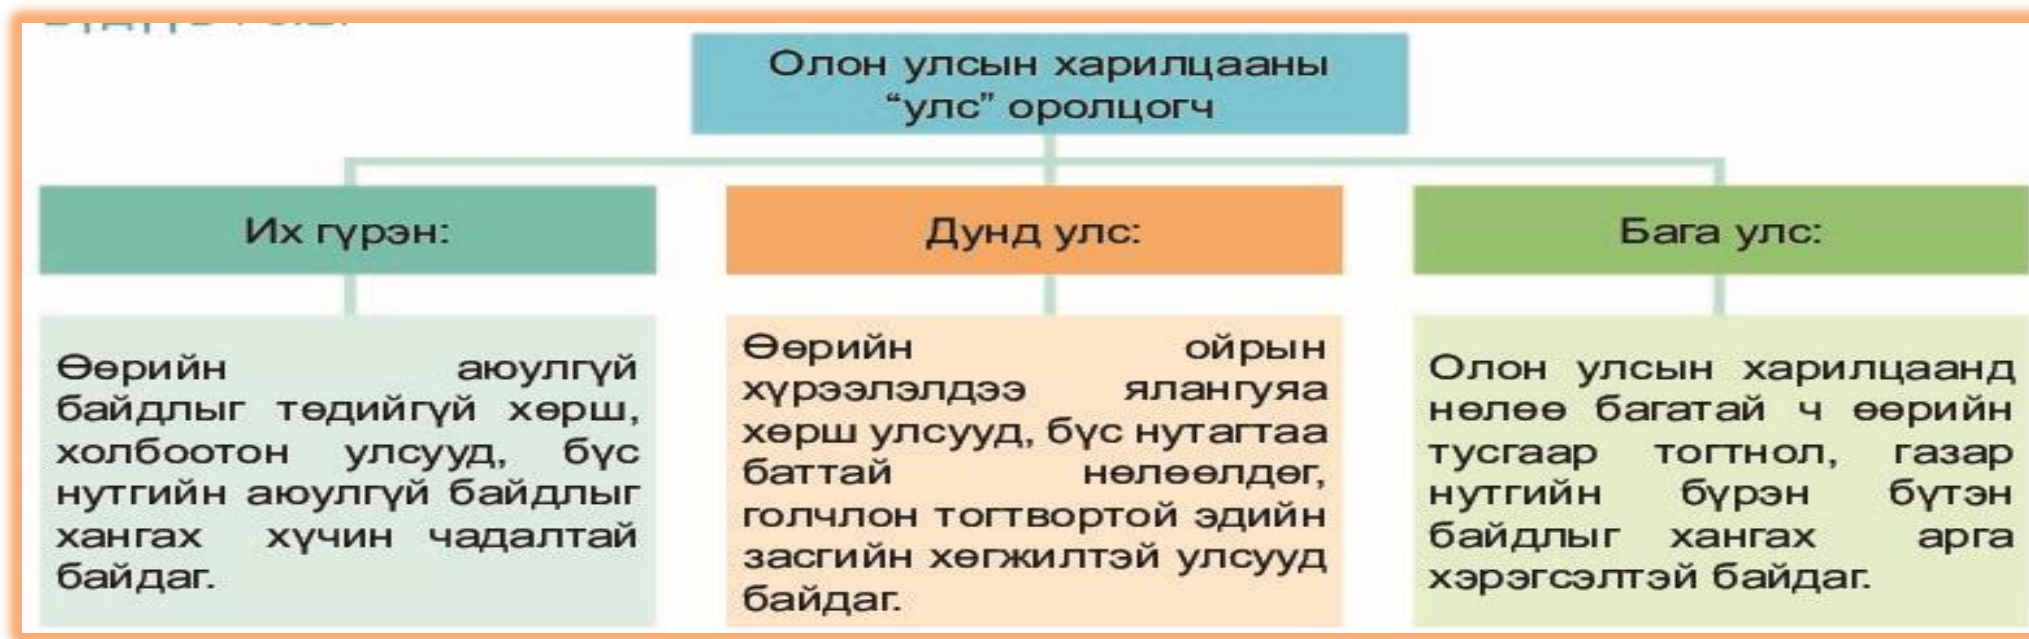 Олон улсын харилцааны
“улс” оролцогч
Их гүрэн:
Өөрийн аюулгүй
байдлыг төдийгүй хөрш,
холбоотон улсууд, бүс
нутгийн аюулгүй байдлыг
хангах хүчин чадалтай
байдаг.
Дунд улс:
Өөрийн ойрын
хүрээлэлдээ ялангуяа
хөрш улсууд, бүс нутагтаа
баттай нөлөөлдөг,
голчлон тогтвортой эдийн
засгийн хөгжилтэй улсууд
байдаг.
Бага улс:
Олон улсын харилцаанд
нөлөө багатай ч өөрийн
тусгаар тогтнол, газар
нутгийн бүрэн бүтэн
байдлыг хангах арга
хэрэгсэлтэй байдаг.